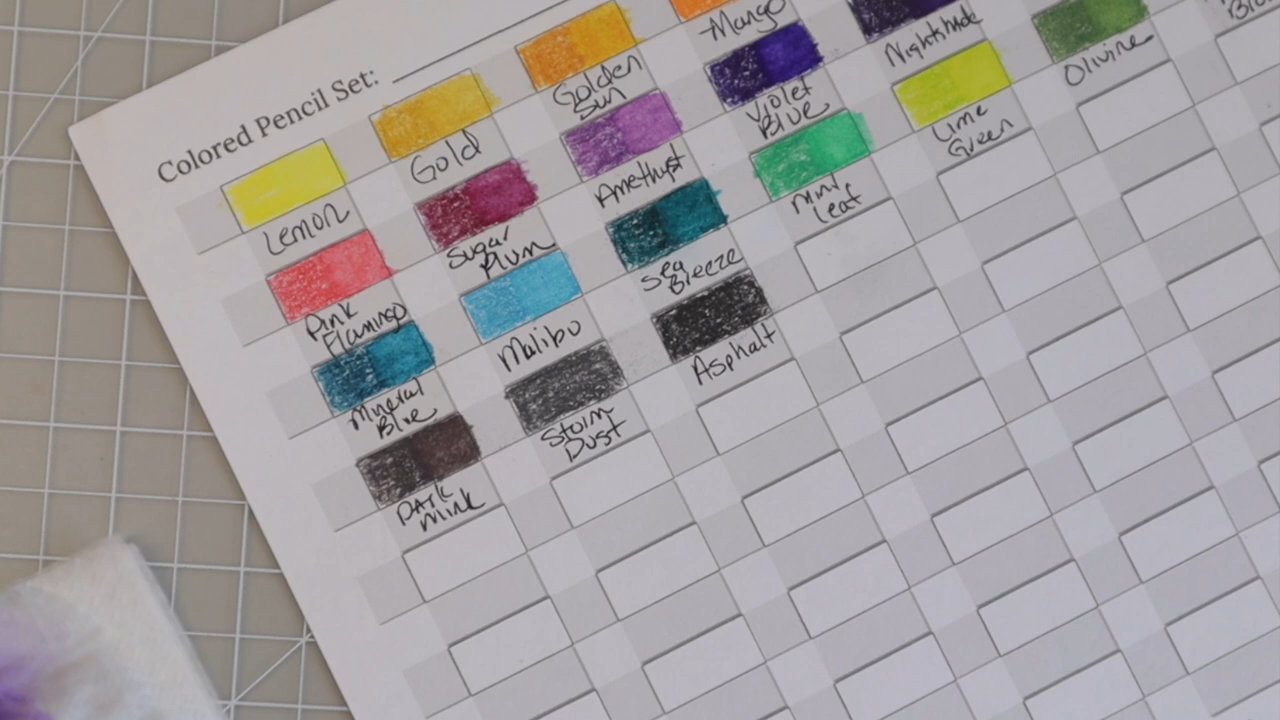 Colored Pencil Set:
Lemon
Gold
Golden
Sun
Mango
Nightshade
Olivine
Pink
Flamingo
Sugar
Plum
Amethyst
Violet
Blue
Lime
Green
Mineral
Blue
Malibu
Sea
Breeze
Mint
Leaf
Dark
Mink
Storm
Dust
Asphalt